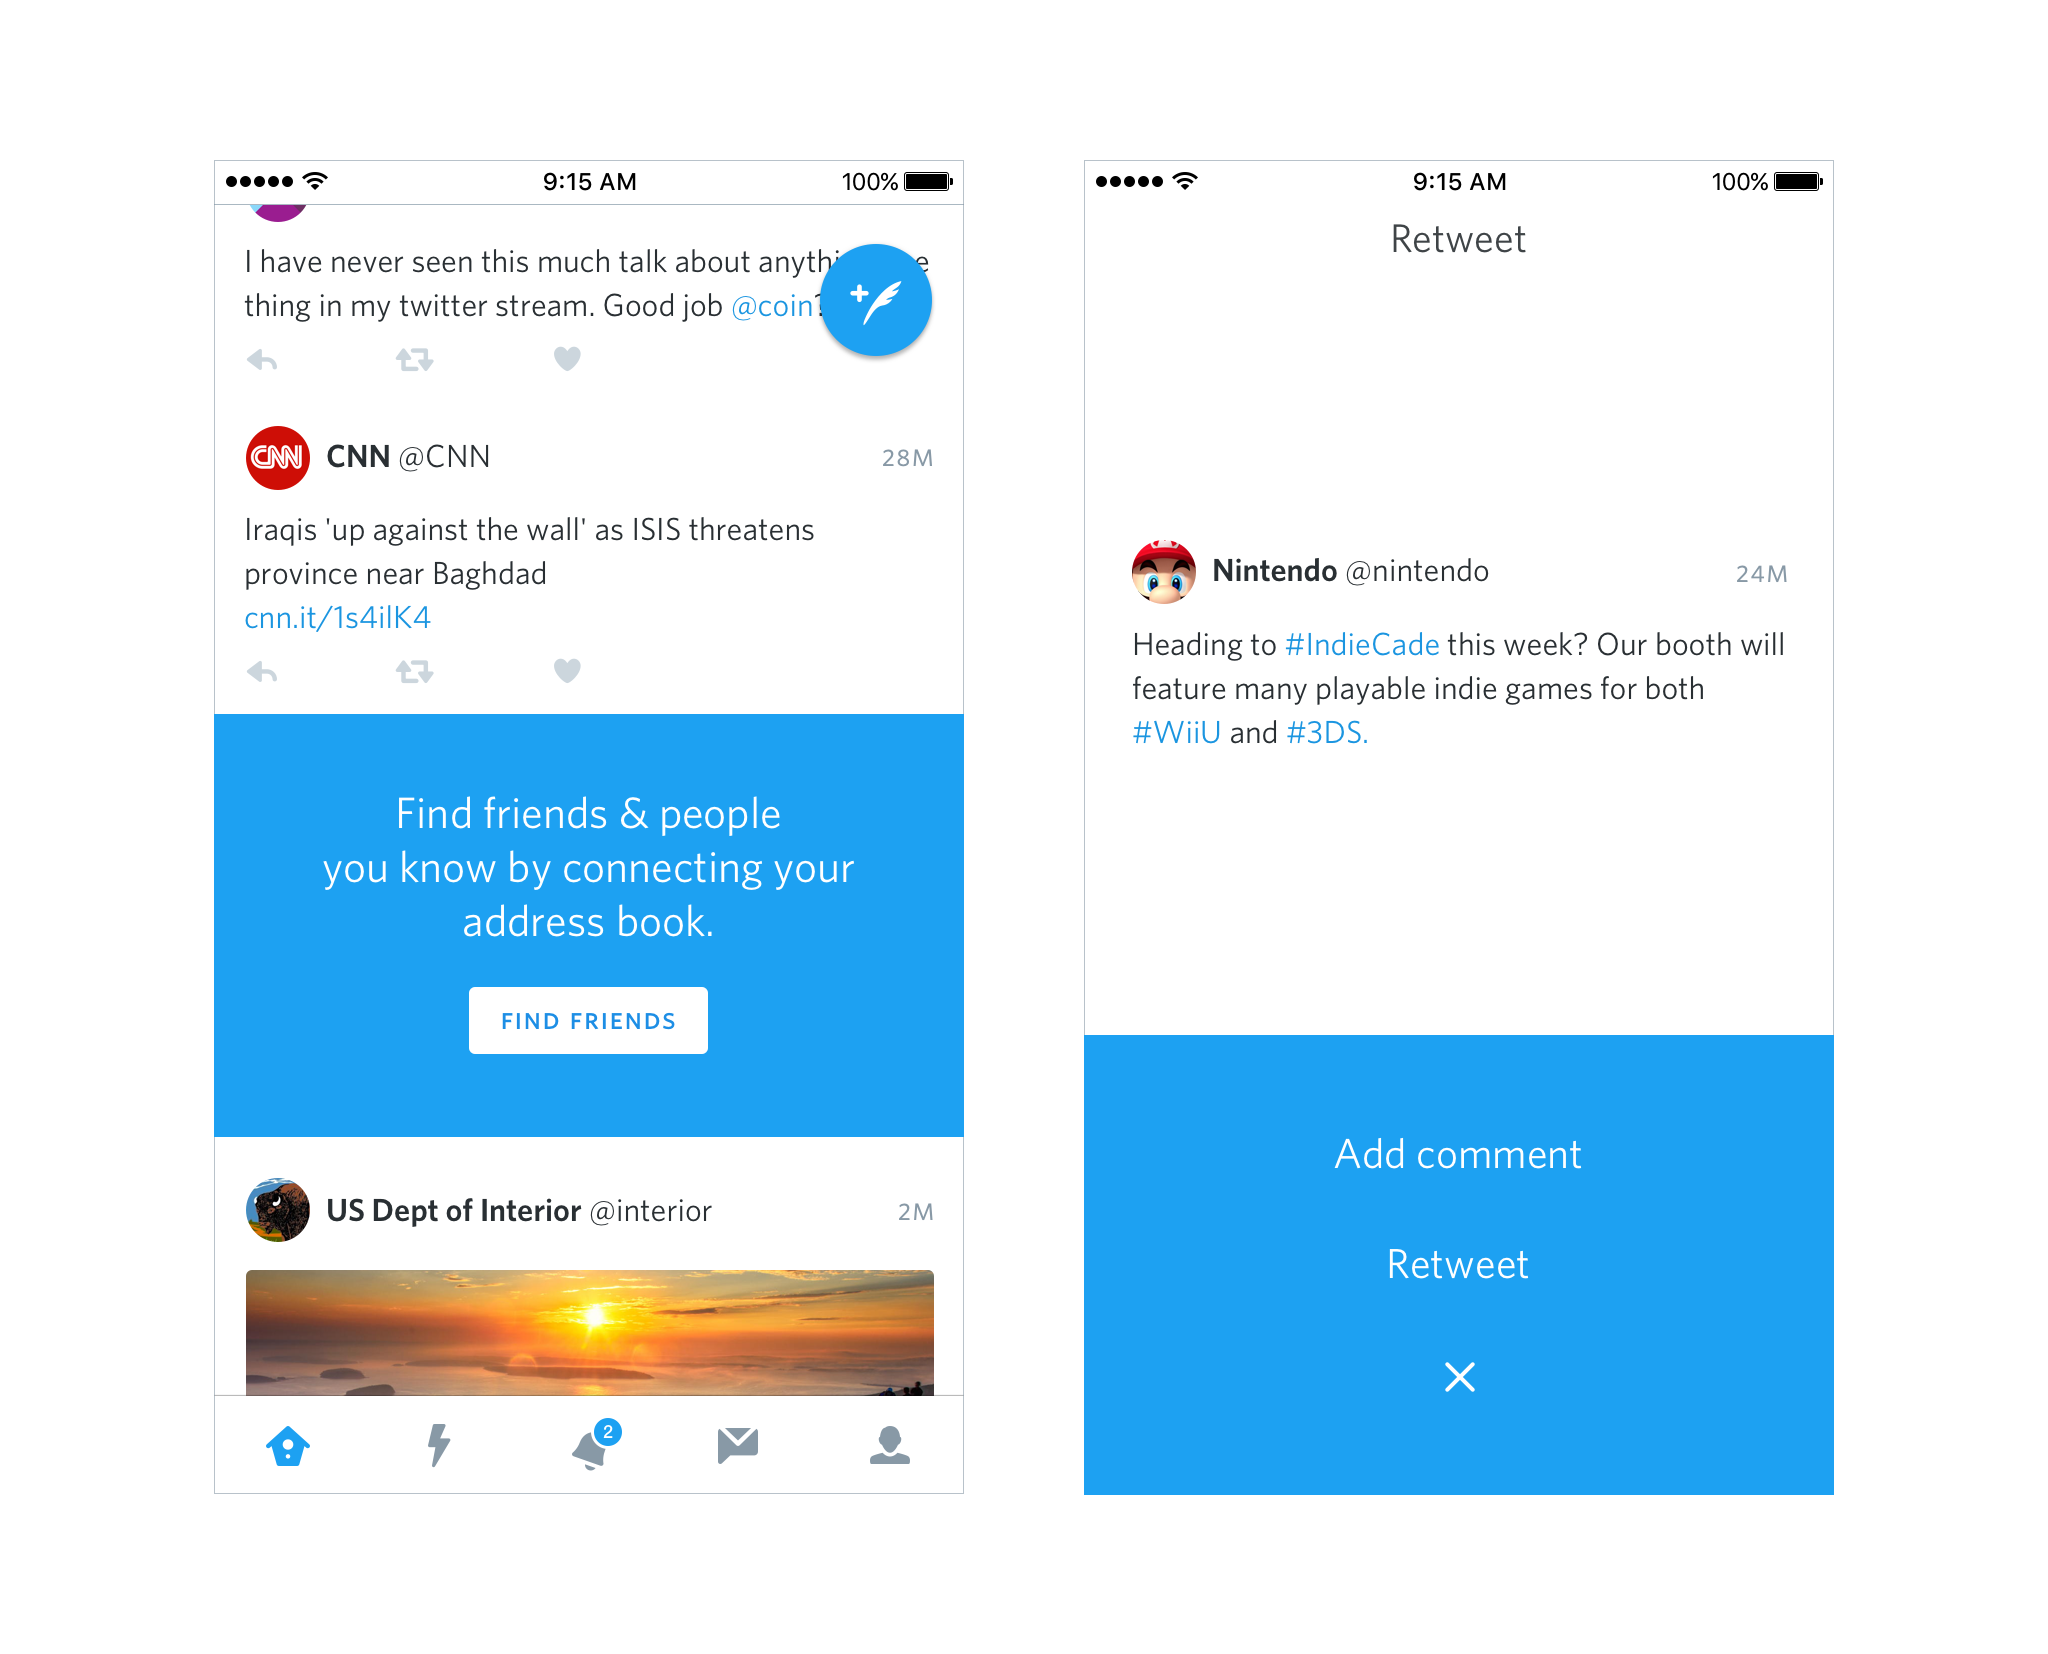 9:15 AM
100%
I have never seen this much talk about
thing in my twitter stream. Good job @coin?
CNN CNN @CNN
28M
Iraqis 'up against the wall' as ISIS threatens
province near Baghdad
cnn.it/1s4ilK4
Find friends & people
you know by connecting your
address book.
FIND FRIENDS
US Dept of Interior @interior
2M
2
9:15 AM
100%
Retweet
Nintendo @nintendo
24M
Heading to #IndieCade this week? Our booth will
feature many playable indie games for both
#WiiU and #3DS.
Add comment
Retweet